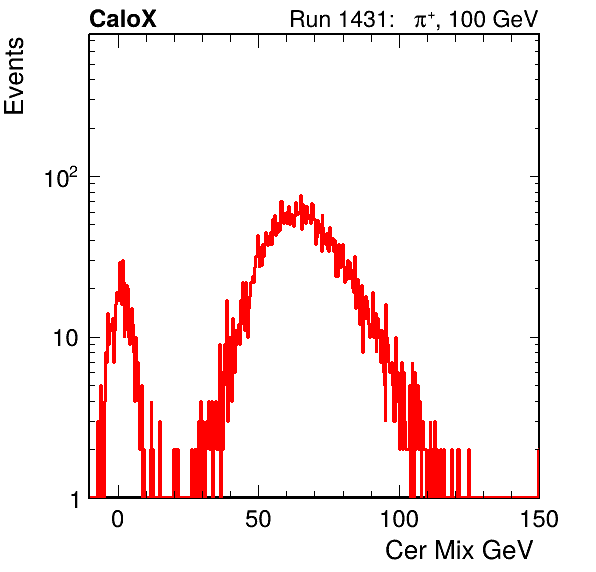 CaloX Run 1431: π⁺, 100 GeV
Events
10²
10
1
0 50 100 150
Cer Mix GeV